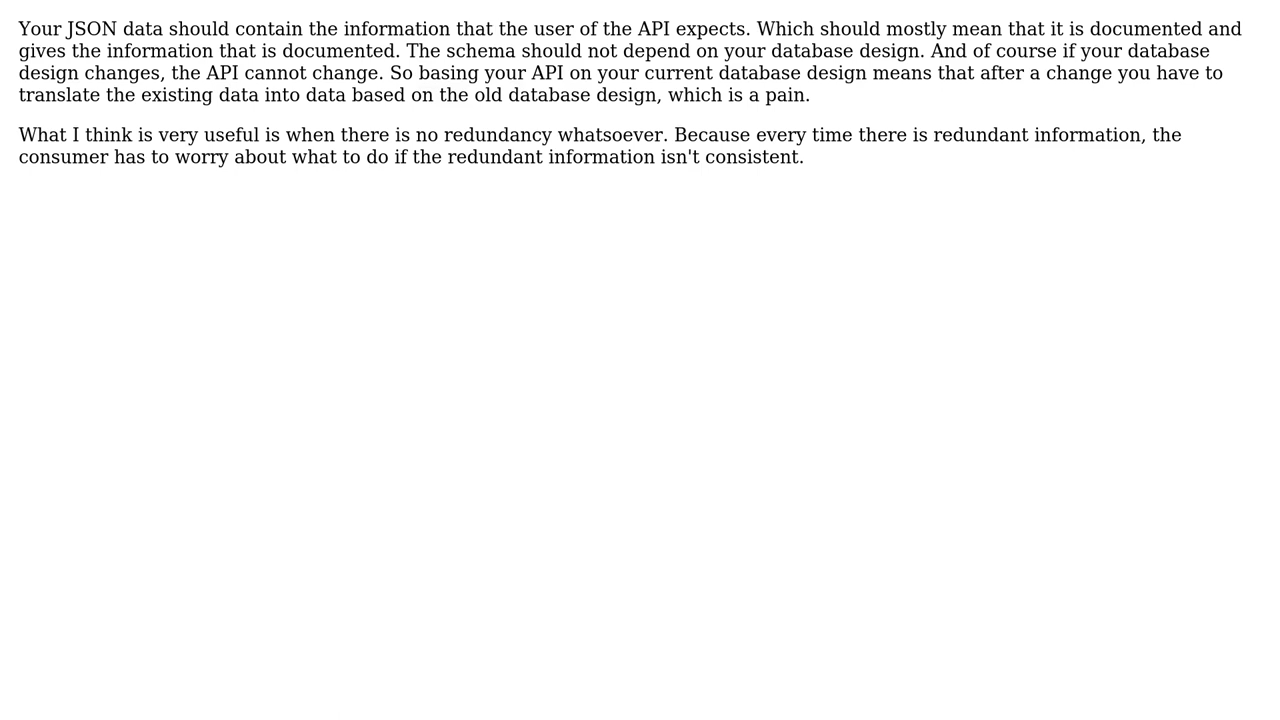 Your JSON data should contain the information that the user of the API expects. Which should mostly mean that it is documented and
gives the information that is documented. The schema should not depend on your database design. And of course if your database
design changes, the API cannot change. So basing your API on your current database design means that after a change you have to
translate the existing data into data based on the old database design, which is a pain.
What I think is very useful is when there is no redundancy whatsoever. Because every time there is redundant information, the
consumer has to worry about what to do if the redundant information isn't consistent.